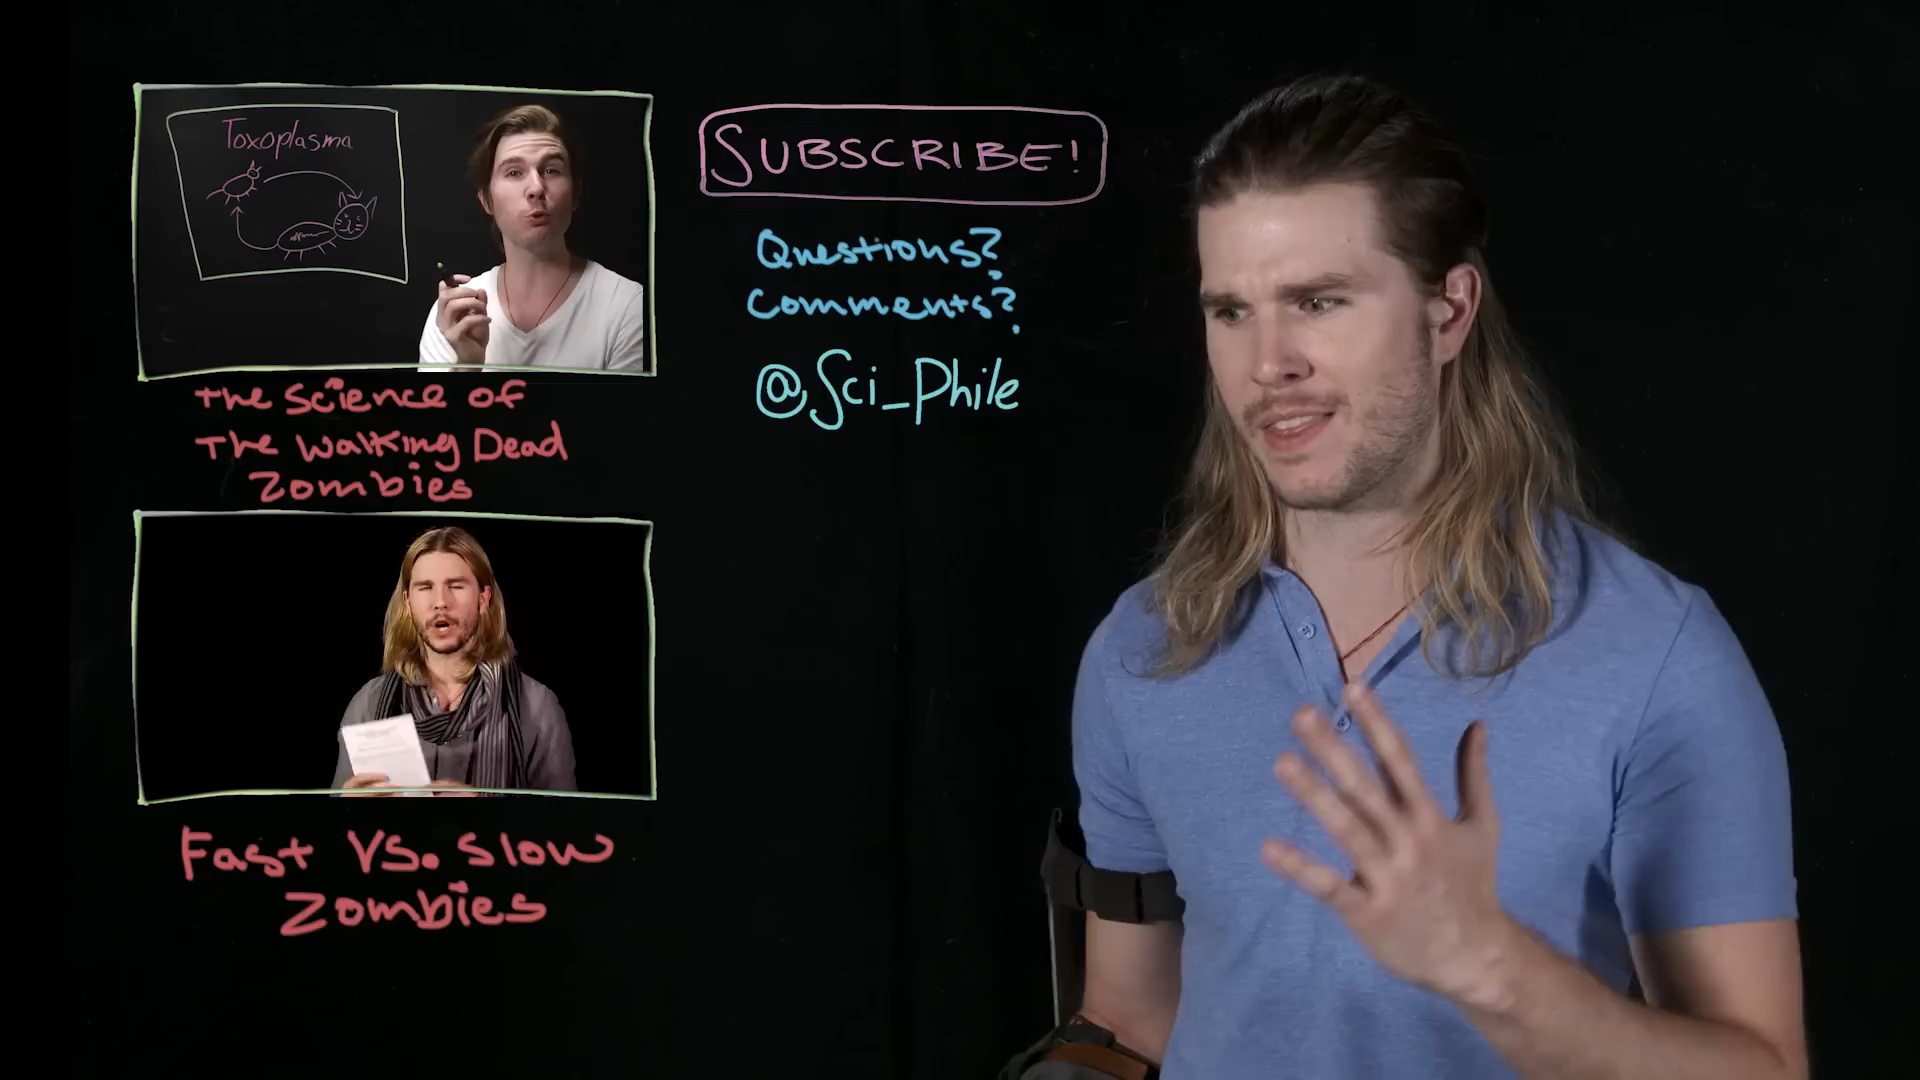 Toxoplasma
The Science of
The Walking Dead
Zombies
Fast Vs. Slow
Zombies
SUBSCRIBE!
Questions?
Comments?
@Sci_Phile